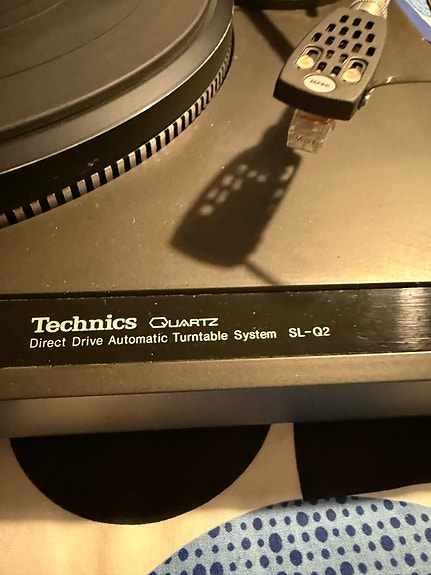 Technics QUARTZ
Direct Drive Automatic Turntable System SL-Q2